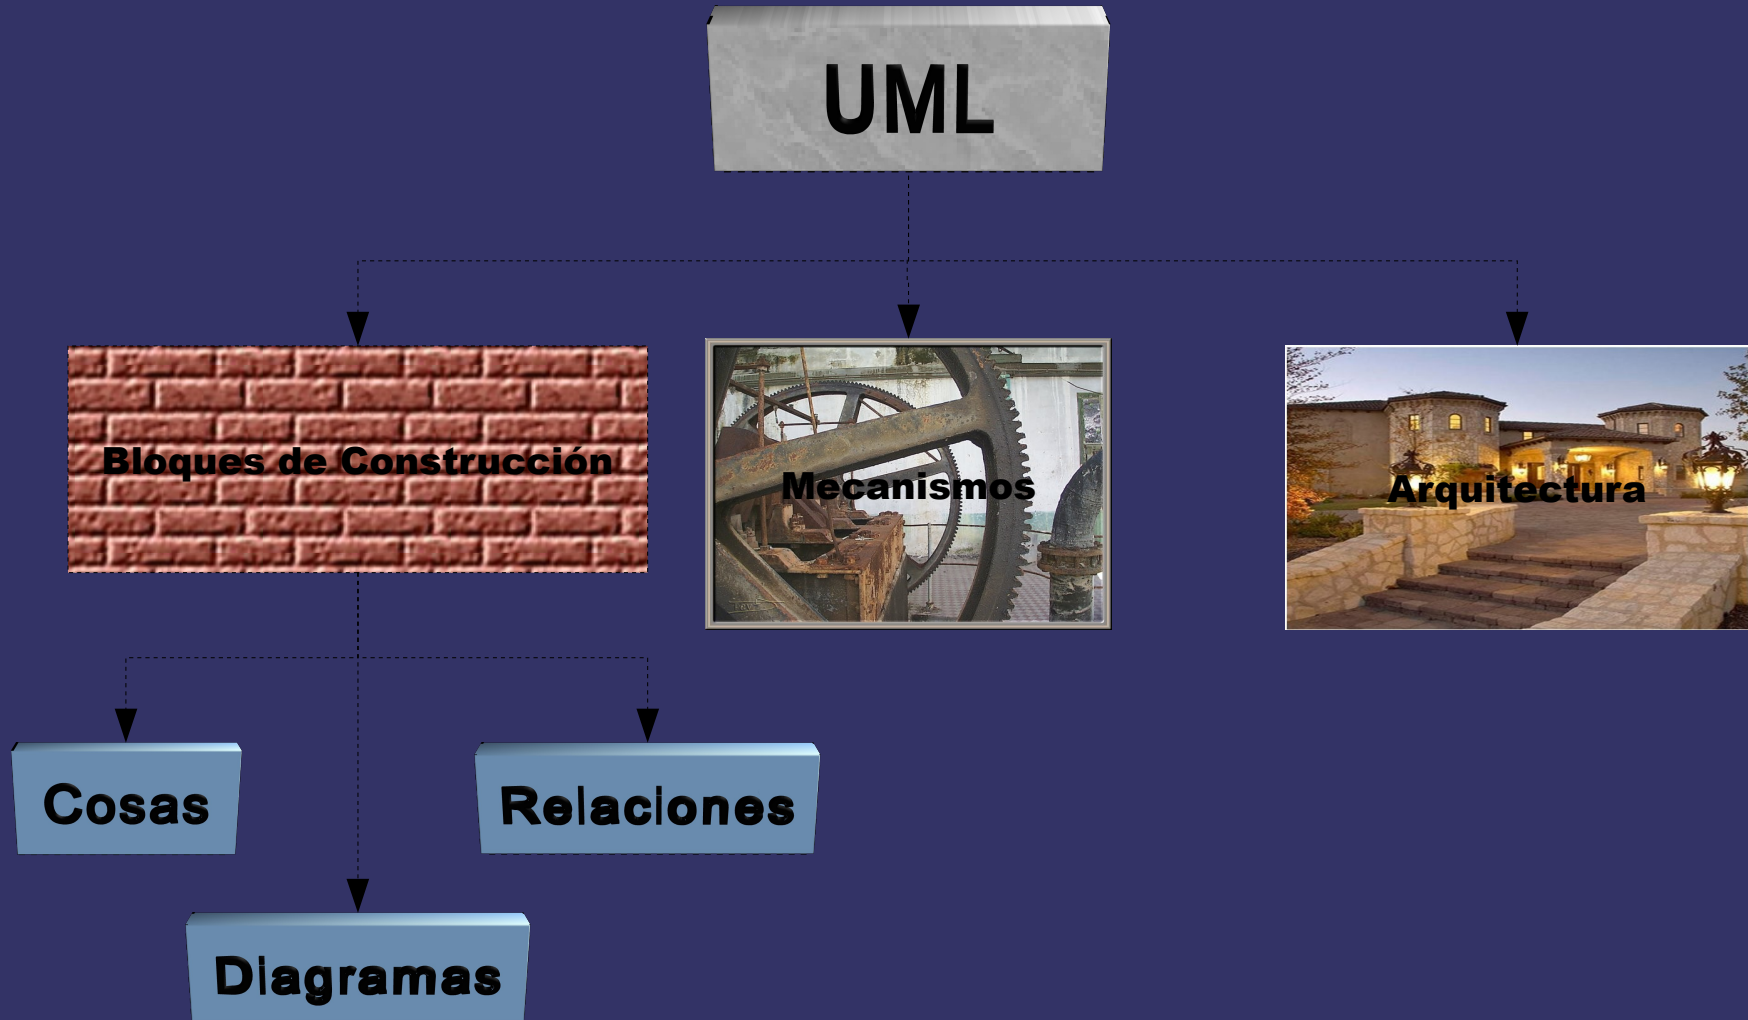 UML
Bloques de Construcción
Mecanismos
Arquitectura
Cosas
Relaciones
Diagramas